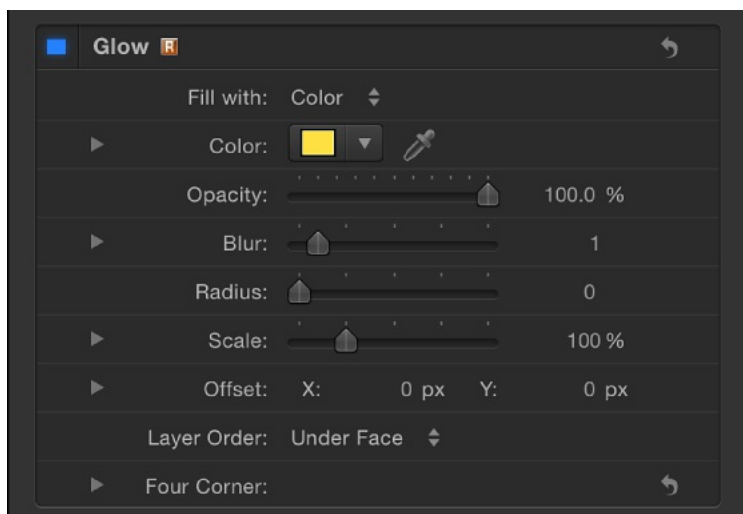 Glow R
Fill with: Color
Color:
Opacity: 100.0 %
Blur: 1
Radius: 0
Scale: 100 %
Offset: X: 0 px Y: 0 px
Layer Order: Under Face
Four Corner: